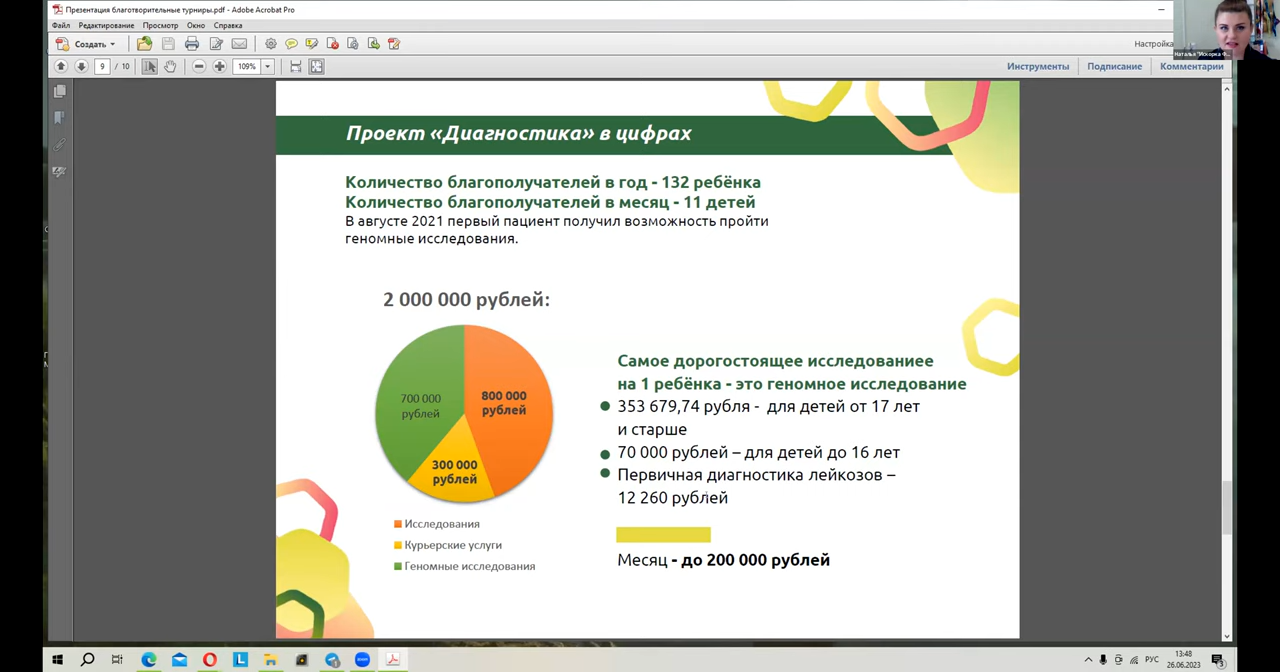 Презентация благотворительные турниры.pdf - Adobe Acrobat Pro
Файл Редактирование Просмотр Окно Справка
Создать
Настройка
9 / 10
109%
Инструменты Подписание Комментарии
Проект «Диагностика» в цифрах
Количество благополучателей в год - 132 ребёнка
Количество благополучателей в месяц - 11 детей
В августе 2021 первый пациент получил возможность пройти
геномные исследования.
2 000 000 рублей:
700 000
рублей
800 000
рублей
300 000
рублей
Исследования
Курьерские услуги
Геномные исследования
Самое дорогостоящее исследованиее
на 1 ребёнка - это геномное исследование
353 679,74 рубля - для детей от 17 лет
и старше
70 000 рублей – для детей до 16 лет
Первичная диагностика лейкозов –
12 260 рублей
Месяц - до 200 000 рублей
РУС
13:48
26.06.2023